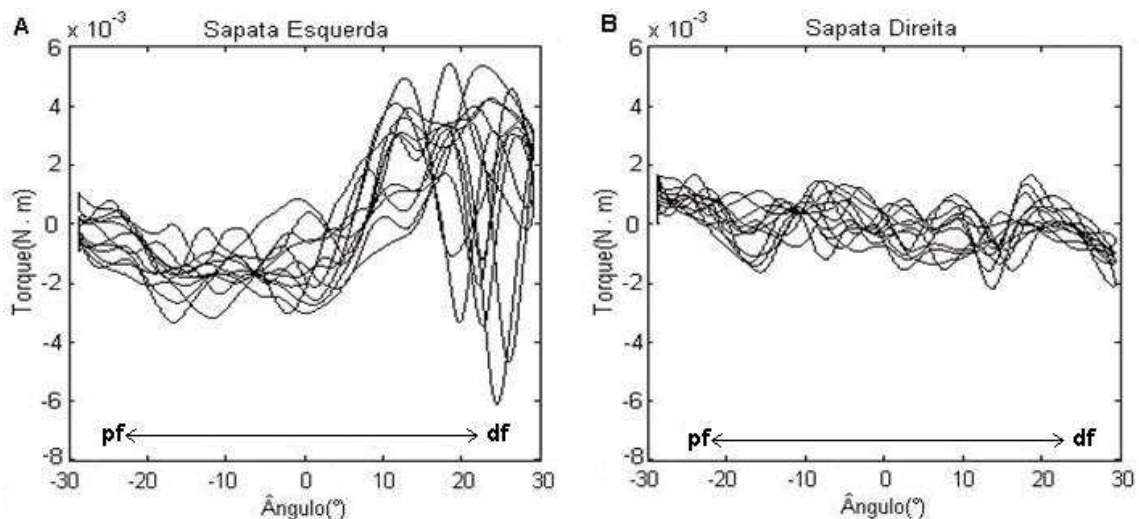 A
x 10-3
Sapata Esquerda
6
4
2
0
-2
-4
-6
-8
Torque(N . m)
pf
df
-30
-20
-10
0
10
20
30
Ângulo(°)
B
x 10-3
Sapata Direita
6
4
2
0
-2
-4
-6
-8
Torque(N . m)
pf
df
-30
-20
-10
0
10
20
30
Ângulo(°)